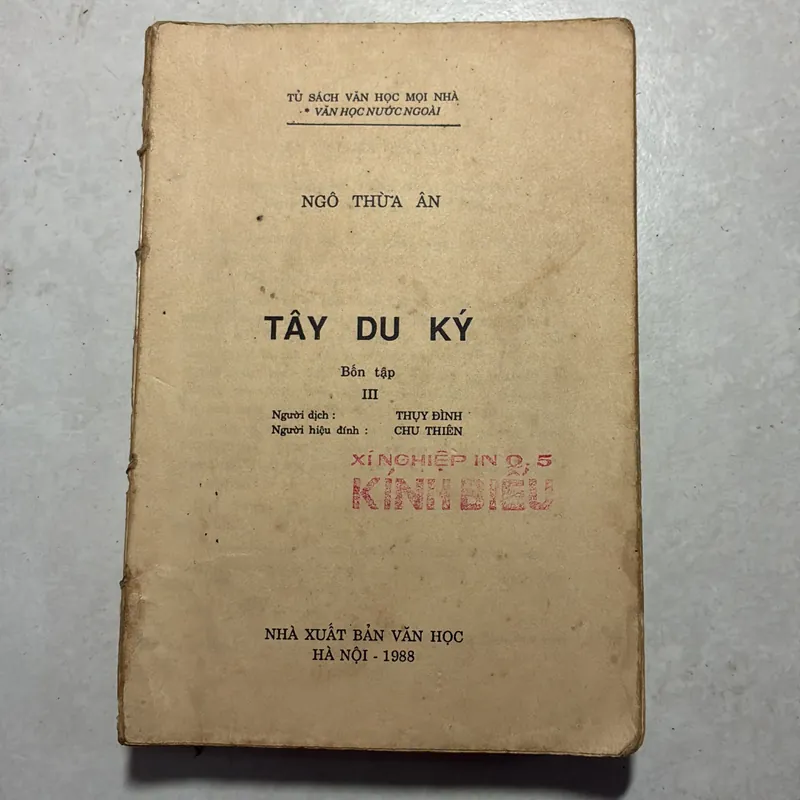 TỦ SÁCH VĂN HỌC MỌI NHÀ
* VĂN HỌC NƯỚC NGOÀI
NGÔ THỪA ÂN
TÂY DU KÝ
Bốn tập
III
Người dịch : THỤY ĐÌNH
Người hiệu đính : CHU THIÊN
XÍ NGHIỆP IN Q. 5
KÍNH BIẾU
NHÀ XUẤT BẢN VĂN HỌC
HÀ NỘI - 1988